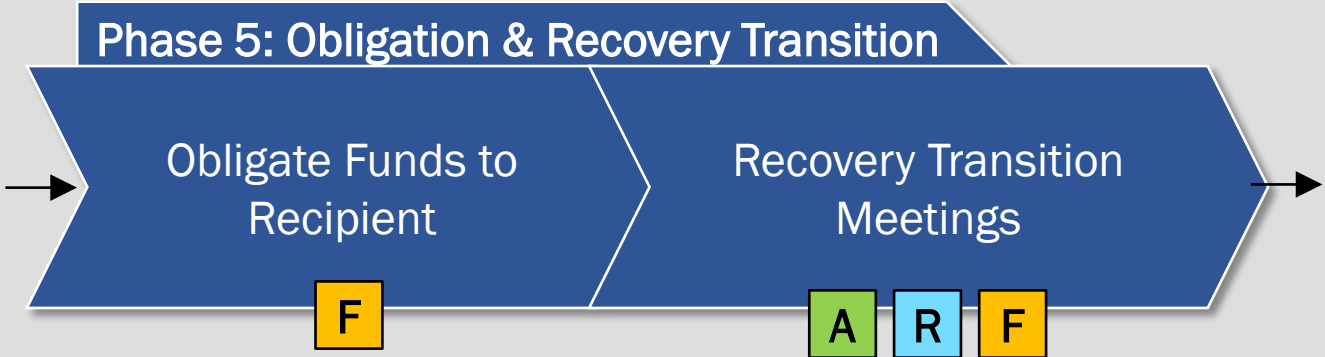 Phase 5: Obligation & Recovery Transition
Obligate Funds to
Recipient
Recovery Transition
Meetings
F
A R F